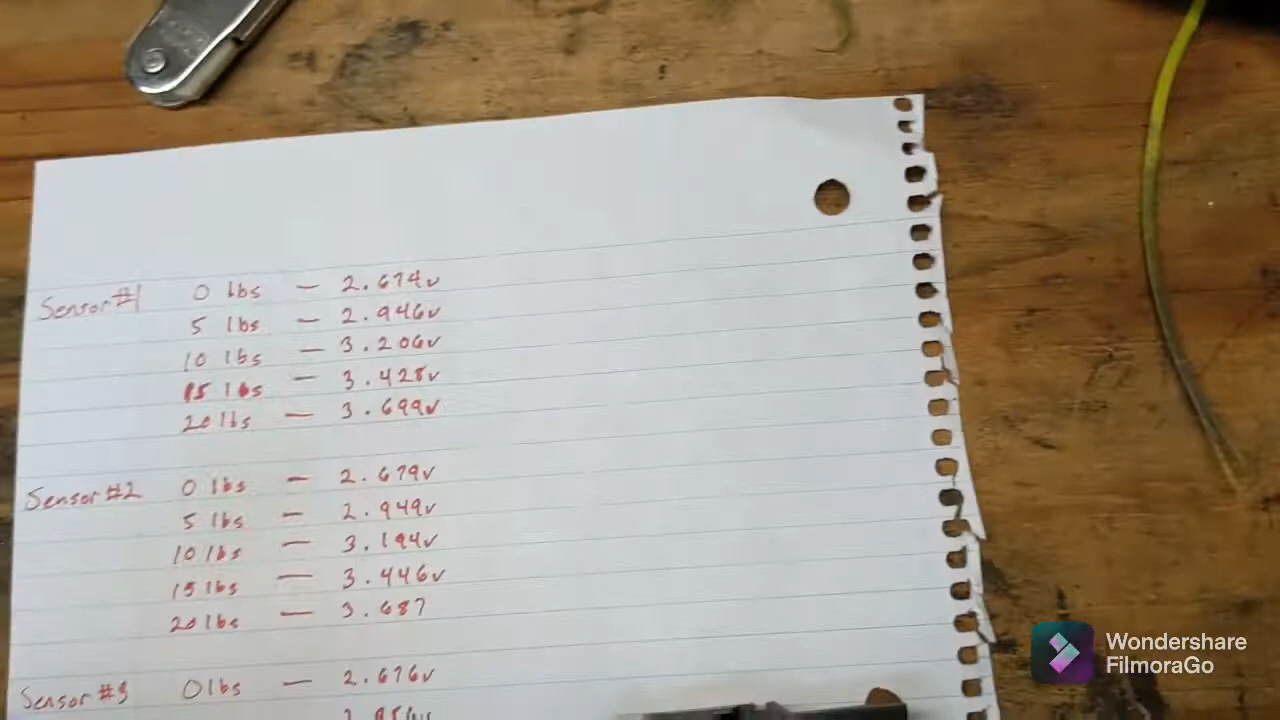 Sensor #1 0 lbs — 2.674v
5 lbs — 2.946v
10 lbs — 3.206v
15 lbs — 3.428v
20 lbs — 3.699v
Sensor #2 0 lbs — 2.679v
5 lbs — 2.949v
10 lbs — 3.194v
15 lbs — 3.446v
20 lbs — 3.687
Sensor #3 0 lbs — 2.676v
Wondershare
FilmoraGo